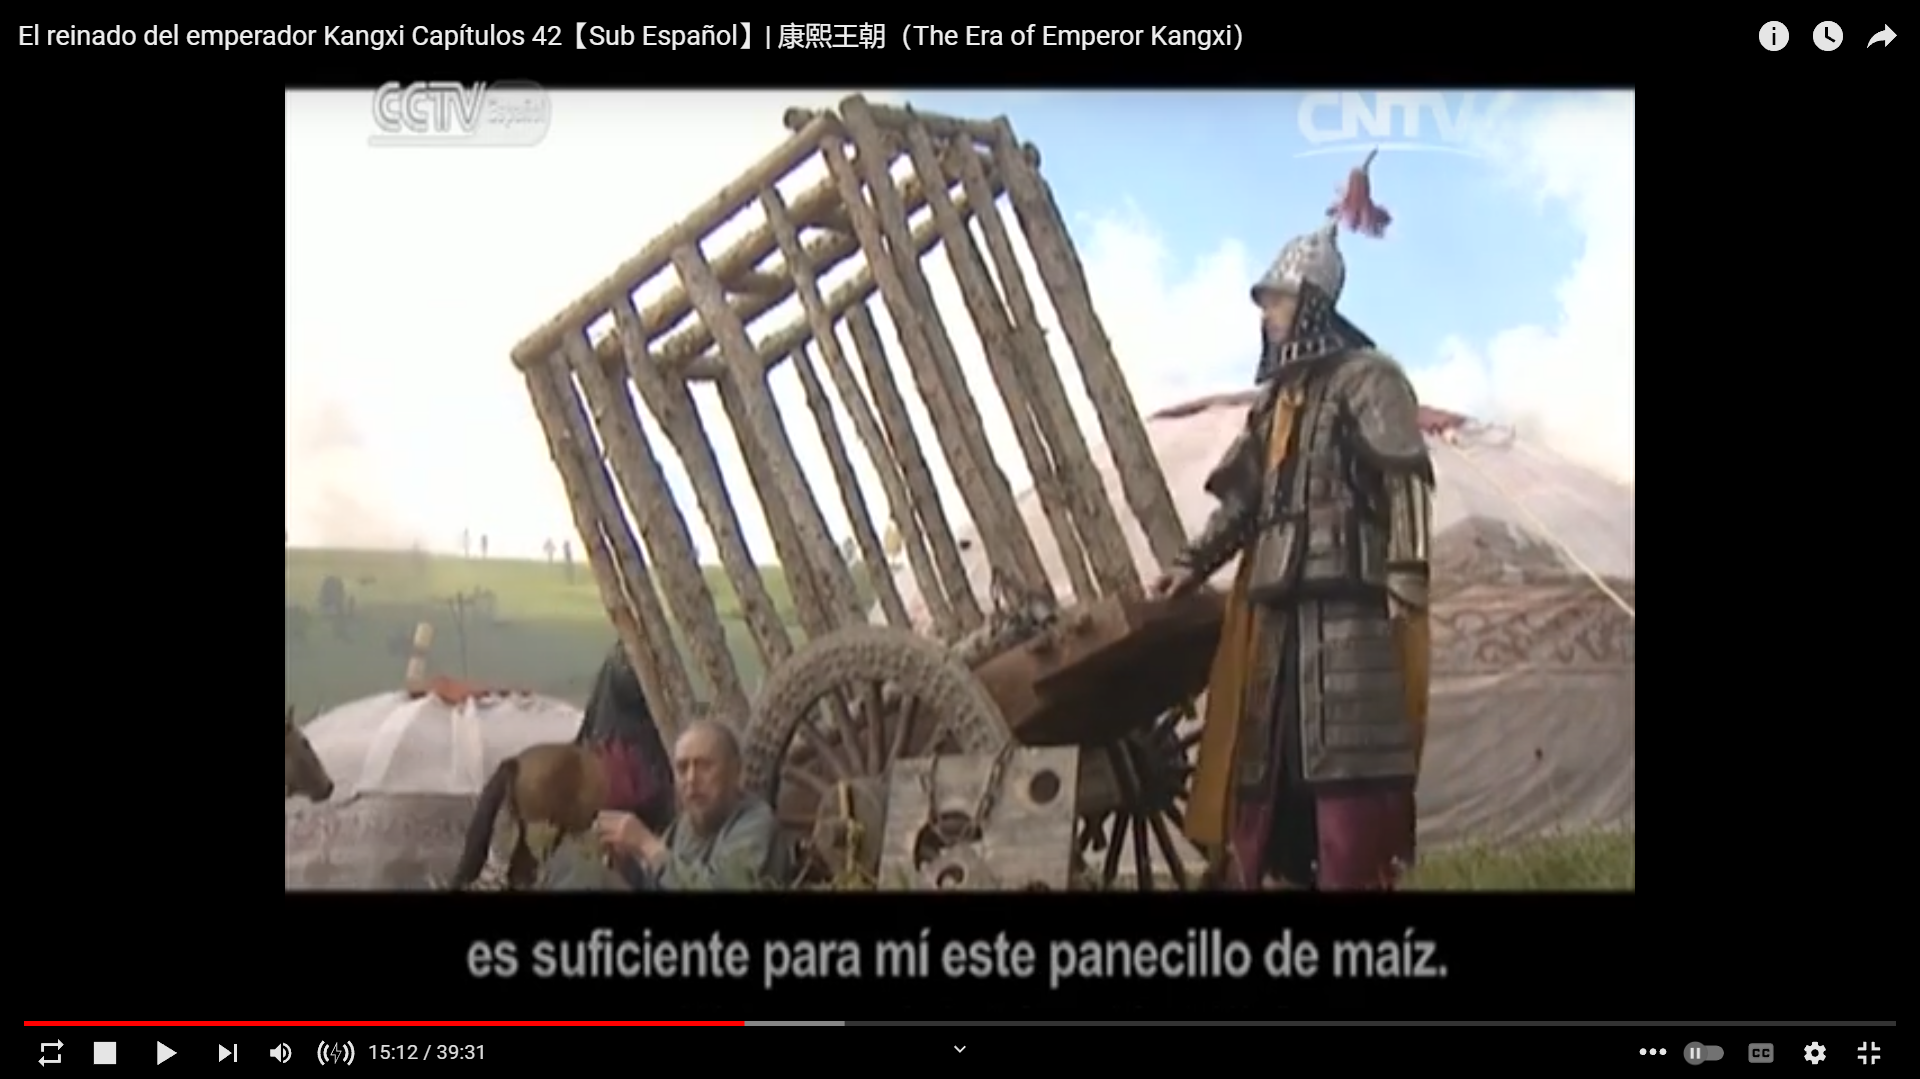 El reinado del emperador Kangxi Capítulos 42【Sub Español】| 康熙王朝（The Era of Emperor Kangxi）
CCTV Español
CNTV
es suficiente para mí este panecillo de maíz.
15:12 / 39:31
CC